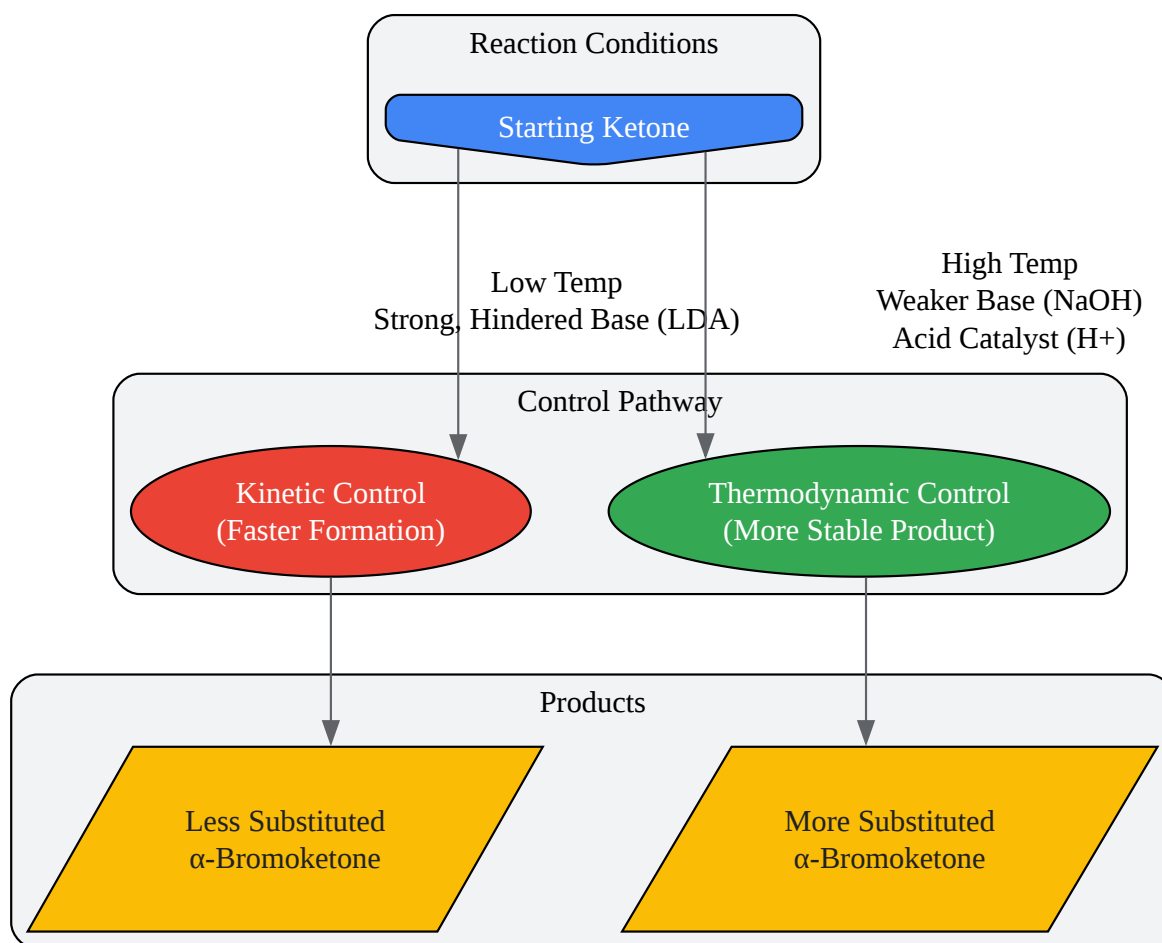 Reaction Conditions
Starting Ketone
Low Temp
Strong, Hindered Base (LDA)
High Temp
Weaker Base (NaOH)
Acid Catalyst (H+)
Control Pathway
Kinetic Control
(Faster Formation)
Thermodynamic Control
(More Stable Product)
Products
Less Substituted
α-Bromoketone
More Substituted
α-Bromoketone